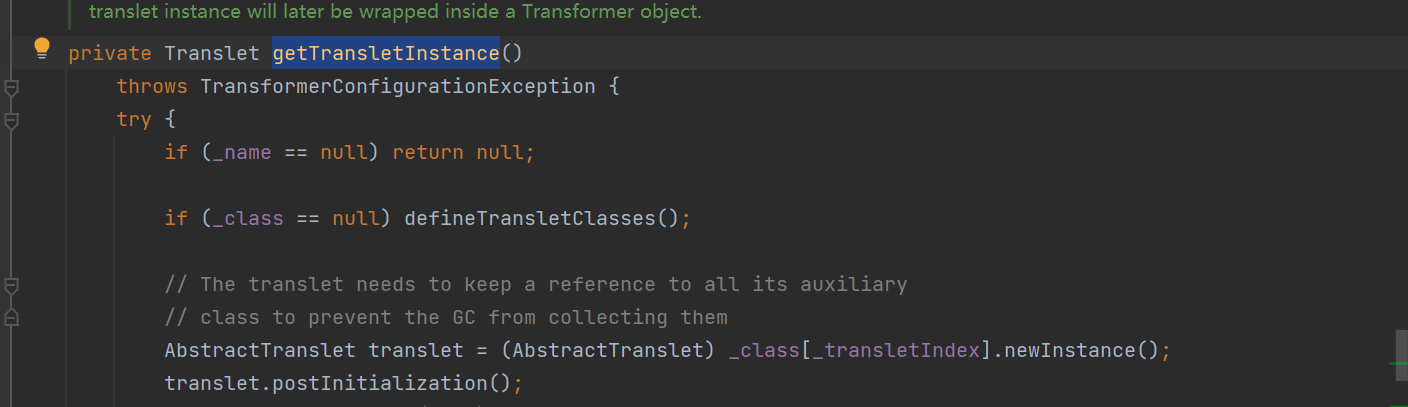 translet instance will later be wrapped inside a Transformer object.
private Translet getTransletInstance()
throws TransformerConfigurationException {
try {
if (_name == null) return null;
if (_class == null) defineTransletClasses();
// The translet needs to keep a reference to all its auxiliary
// class to prevent the GC from collecting them
AbstractTranslet translet = (AbstractTranslet) _class[_transletIndex].newInstance();
translet.postInitialization();